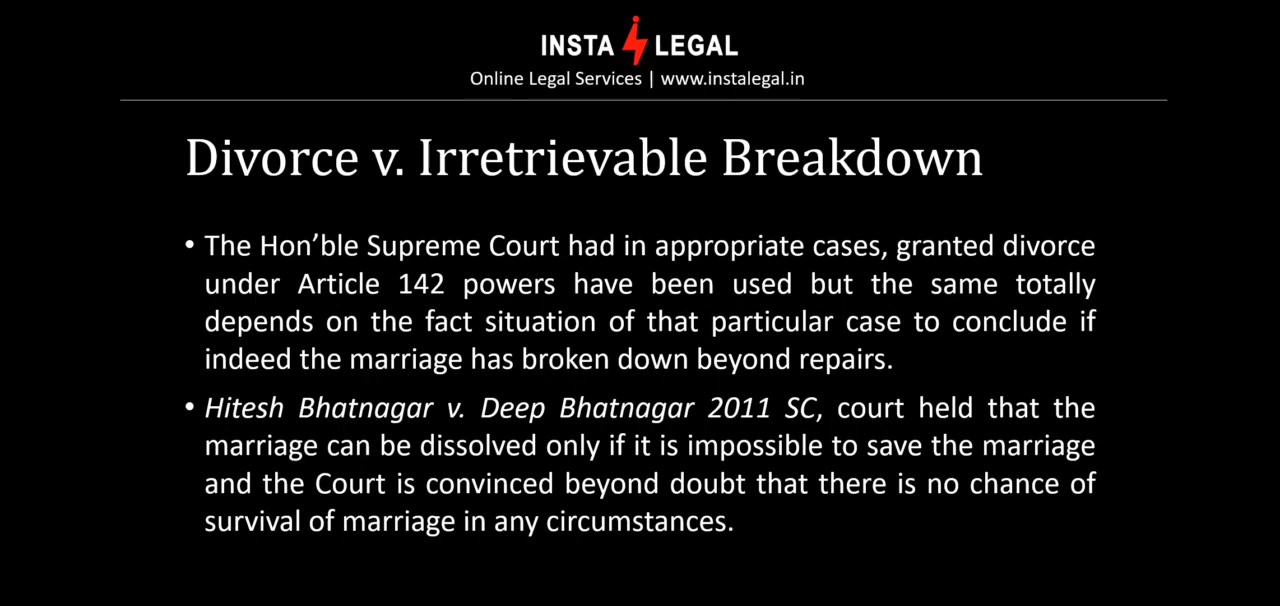 INSTA LEGAL
Online Legal Services | www.instalegal.in
Divorce v. Irretrievable Breakdown
• The Hon’ble Supreme Court had in appropriate cases, granted divorce
under Article 142 powers have been used but the same totally
depends on the fact situation of that particular case to conclude if
indeed the marriage has broken down beyond repairs.
• Hitesh Bhatnagar v. Deep Bhatnagar 2011 SC, court held that the
marriage can be dissolved only if it is impossible to save the marriage
and the Court is convinced beyond doubt that there is no chance of
survival of marriage in any circumstances.